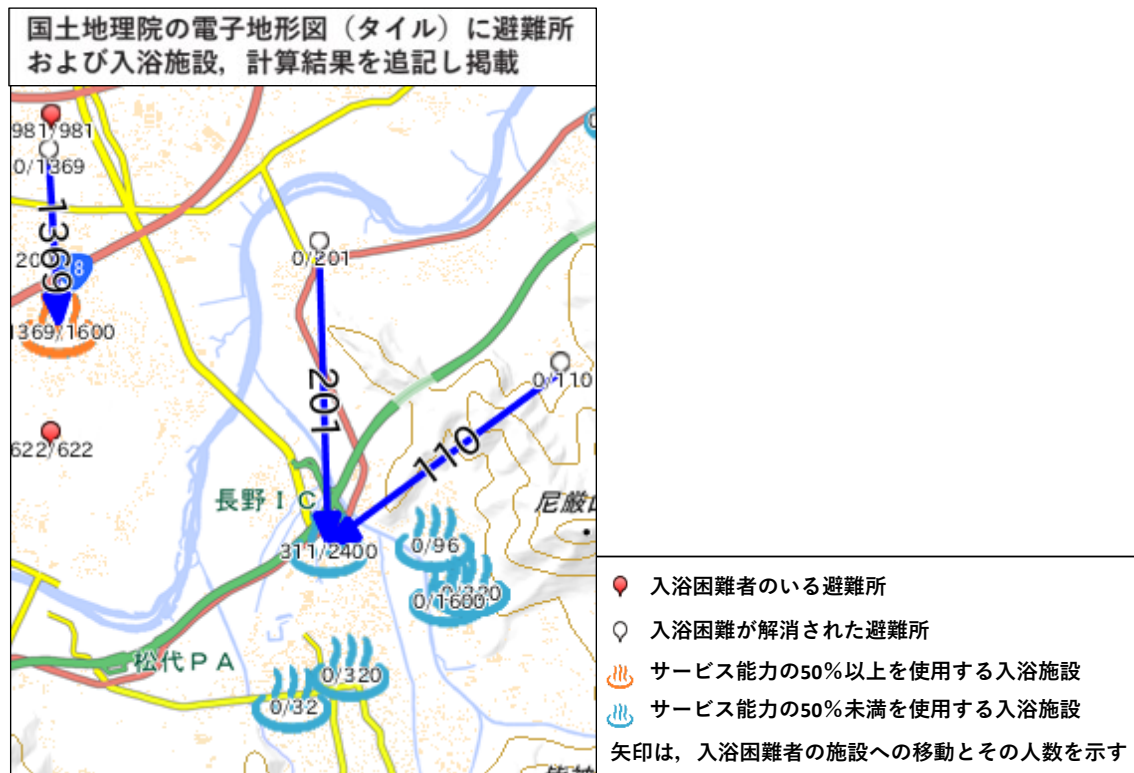 国土地理院の電子地形図（タイル）に避難所
および入浴施設，計算結果を追記し掲載
981/981
0/1369
1369
20
8
1369/1600
622/622
0/201
201
0/110
110
長野ＩＣ
尼厳山
311/2400
0/96
0/1600
松代ＰＡ
0/320
0/32
入浴困難者のいる避難所
入浴困難が解消された避難所
サービス能力の50%以上を使用する入浴施設
サービス能力の50%未満を使用する入浴施設
矢印は，入浴困難者の施設への移動とその人数を示す